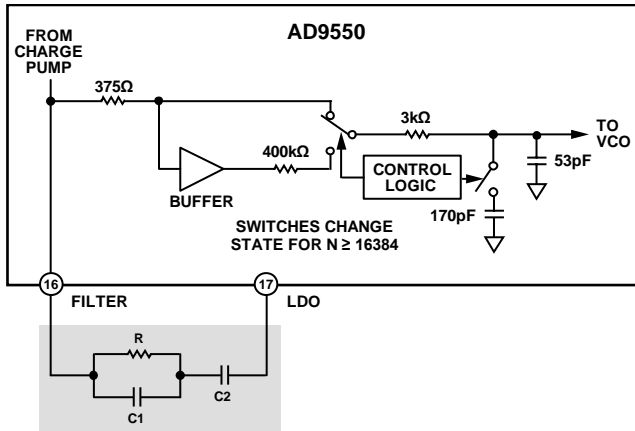 AD9550
FROM
CHARGE
PUMP
375Ω
3kΩ
TO
VCO
400kΩ
BUFFER
CONTROL
LOGIC
53pF
170pF
SWITCHES CHANGE
STATE FOR N ≥ 16384
16
FILTER
17
LDO
R
C1
C2